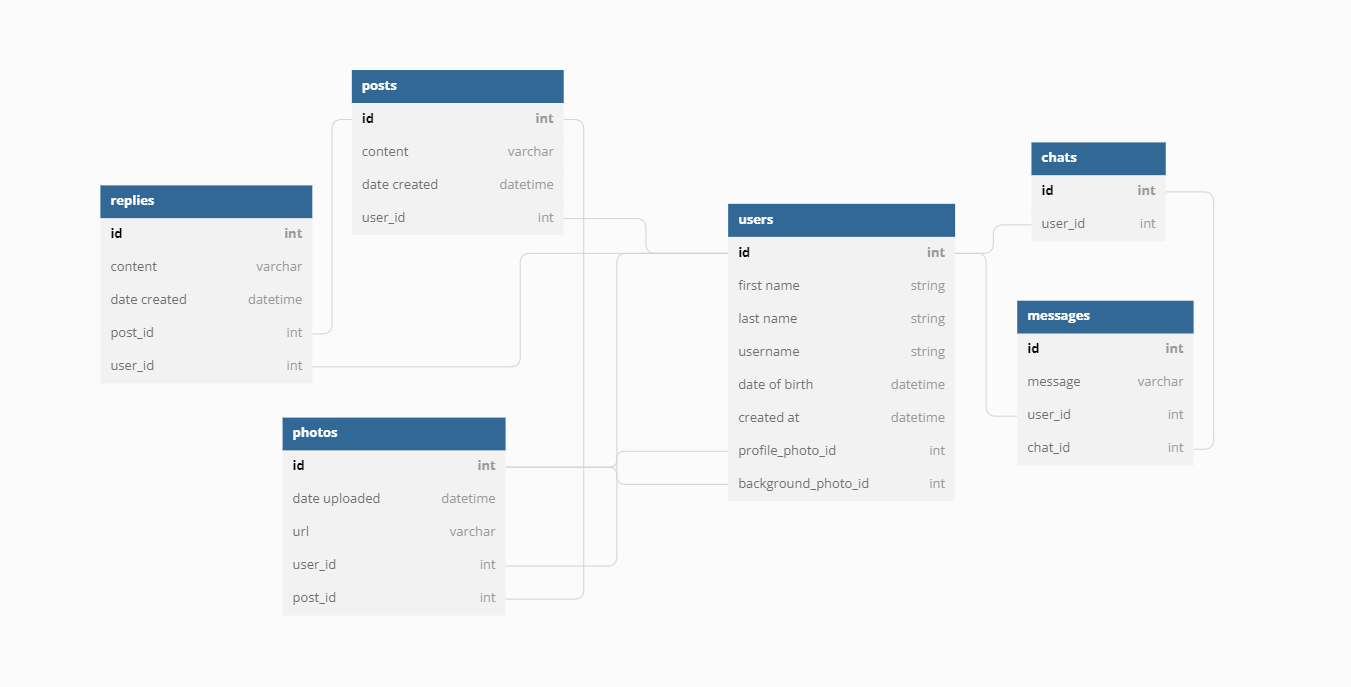 posts
id int
content varchar
date created datetime
user_id int
replies
id int
content varchar
date created datetime
post_id int
user_id int
photos
id int
date uploaded datetime
url varchar
user_id int
post_id int
users
id int
first name string
last name string
username string
date of birth datetime
created at datetime
profile_photo_id int
background_photo_id int
chats
id int
user_id int
messages
id int
message varchar
user_id int
chat_id int